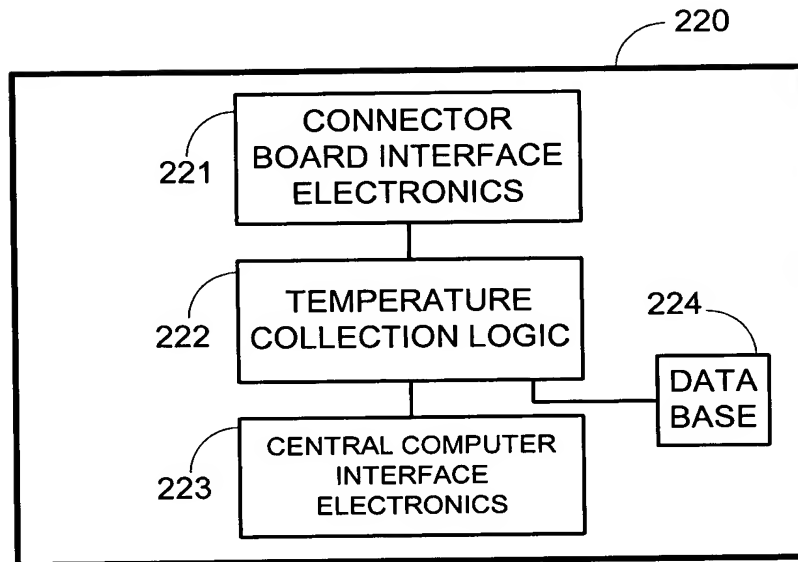 220
CONNECTOR
BOARD INTERFACE
ELECTRONICS
221
TEMPERATURE
COLLECTION LOGIC
222
224
DATA
BASE
CENTRAL COMPUTER
INTERFACE
ELECTRONICS
223